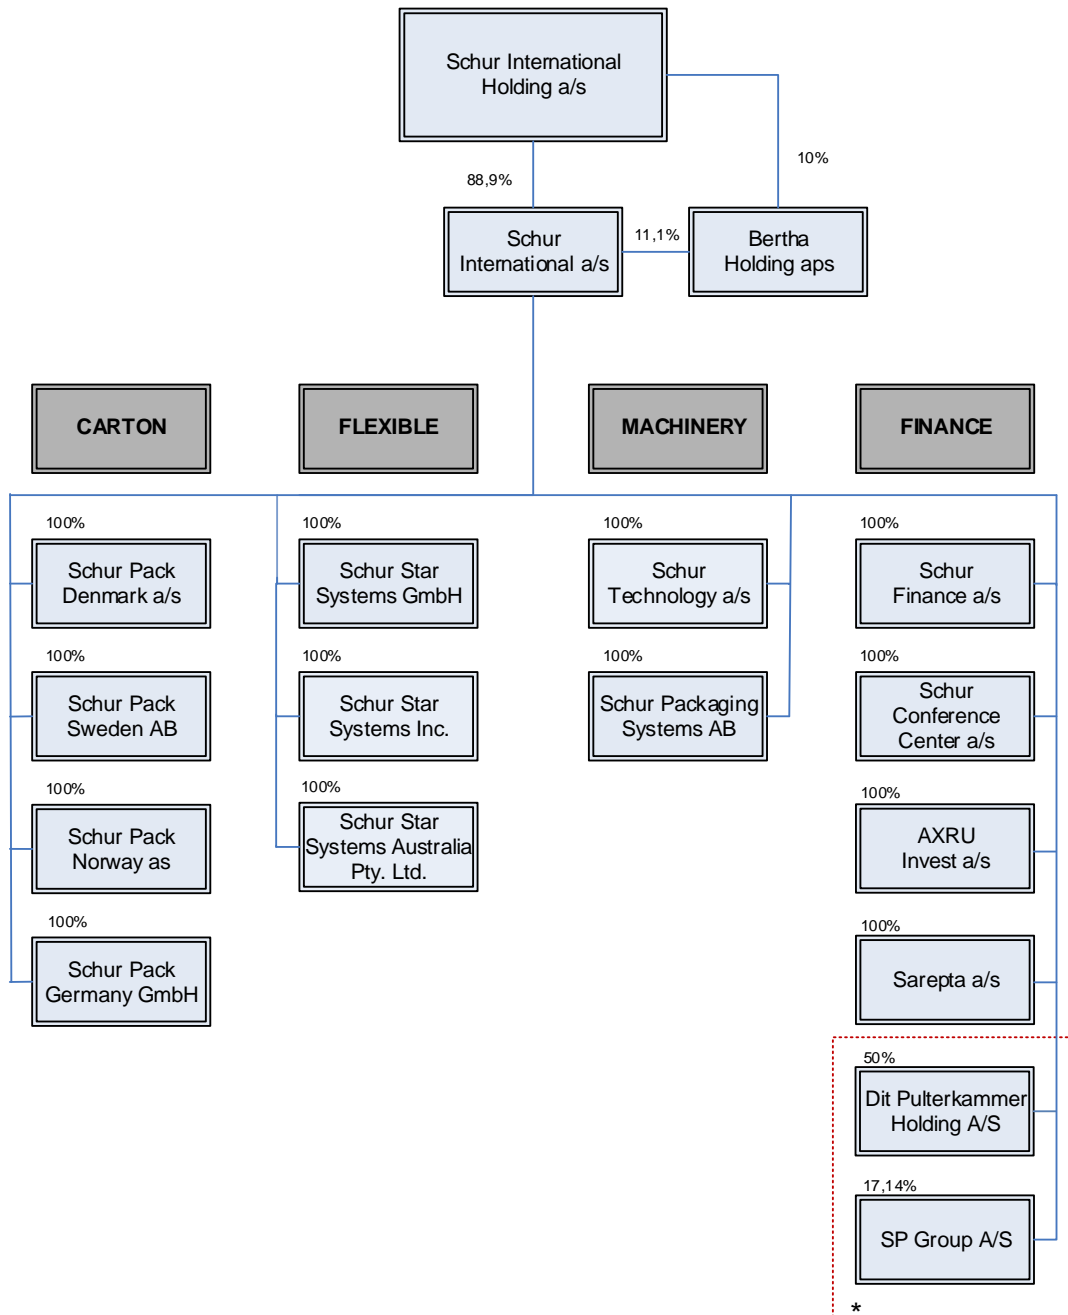 Schur International
Holding a/s
88,9%
10%
Schur
International a/s
11,1%
Bertha
Holding aps
CARTON
FLEXIBLE
MACHINERY
FINANCE
100%
Schur Pack
Denmark a/s
100%
Schur Star
Systems GmbH
100%
Schur
Technology a/s
100%
Schur
Finance a/s
100%
Schur Pack
Sweden AB
100%
Schur Star
Systems Inc.
100%
Schur Packaging
Systems AB
100%
Schur
Conference
Center a/s
100%
Schur Pack
Norway as
100%
Schur Star
Systems Australia
Pty. Ltd.
100%
AXRU
Invest a/s
100%
Schur Pack
Germany GmbH
100%
Sarepta a/s
50%
Dit Pulterkammer
Holding A/S
17,14%
SP Group A/S
*